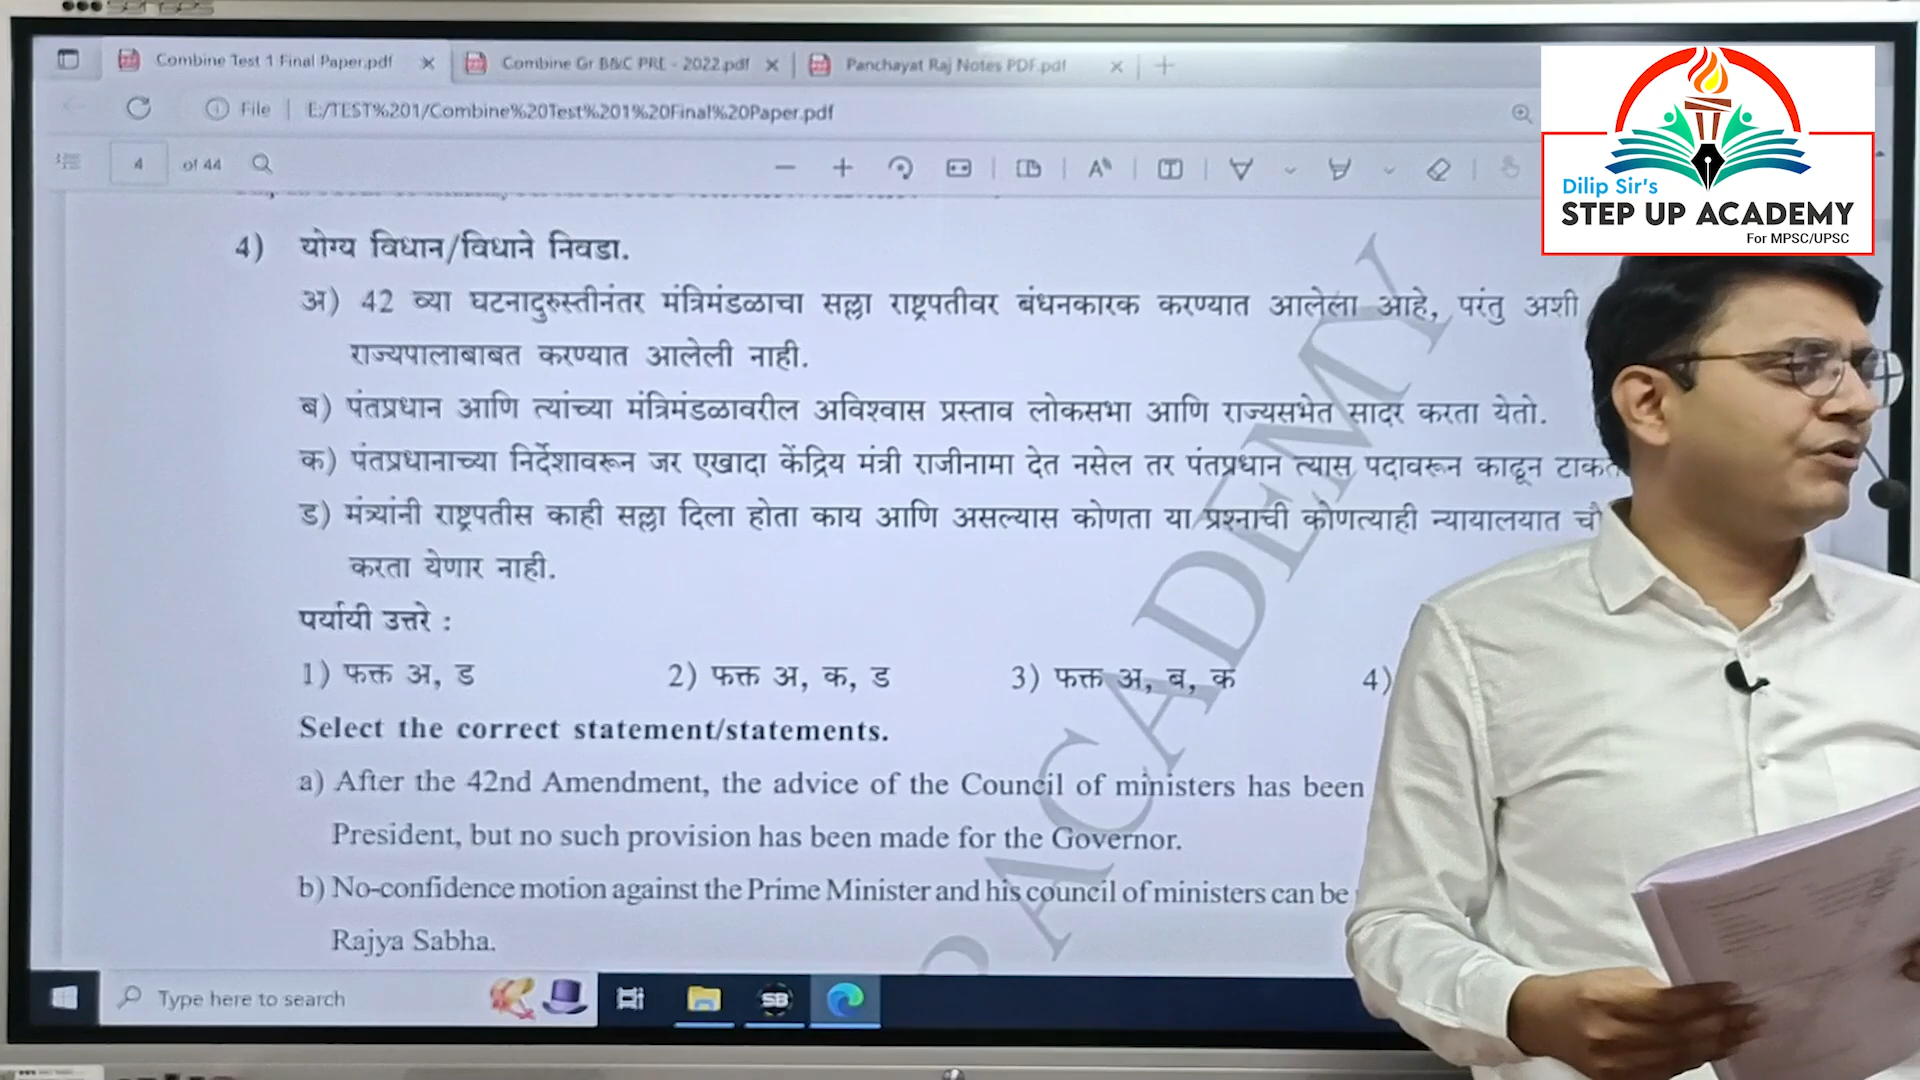 Combine Test 1 Final Paper.pdf
Combine Gr B&C PRE - 2022.pdf
Panchayat Raj Notes PDF.pdf
File
E:/TEST%201/Combine%20Test%201%20Final%20Paper.pdf
4 of 44
Dilip Sir's
STEP UP ACADEMY
For MPSC/UPSC
4) योग्य विधान/विधाने निवडा.
अ) 42 व्या घटनादुरुस्तीनंतर मंत्रिमंडळाचा सल्ला राष्ट्रपतीवर बंधनकारक करण्यात आलेला आहे, परंतु अशी
राज्यपालाबाबत करण्यात आलेली नाही.
ब) पंतप्रधान आणि त्यांच्या मंत्रिमंडळावरील अविश्वास प्रस्ताव लोकसभा आणि राज्यसभेत सादर करता येतो.
क) पंतप्रधानाच्या निर्देशावरून जर एखादा केंद्रिय मंत्री राजीनामा देत नसेल तर पंतप्रधान त्यास पदावरून काढून
ड) मंत्र्यांनी राष्ट्रपतीस काही सल्ला दिला होता काय आणि असल्यास कोणता या प्रश्नाची कोणत्याही न्यायालयात
करता येणार नाही.
पर्यायी उत्तरे :
1) फक्त अ, ड 2) फक्त अ, क, ड 3) फक्त अ, ब, क 4)
Select the correct statement/statements.
a) After the 42nd Amendment, the advice of the Council of ministers has been
President, but no such provision has been made for the Governor.
b) No-confidence motion against the Prime Minister and his council of ministers can be
Rajya Sabha.
ACADEMY
Type here to search
SB